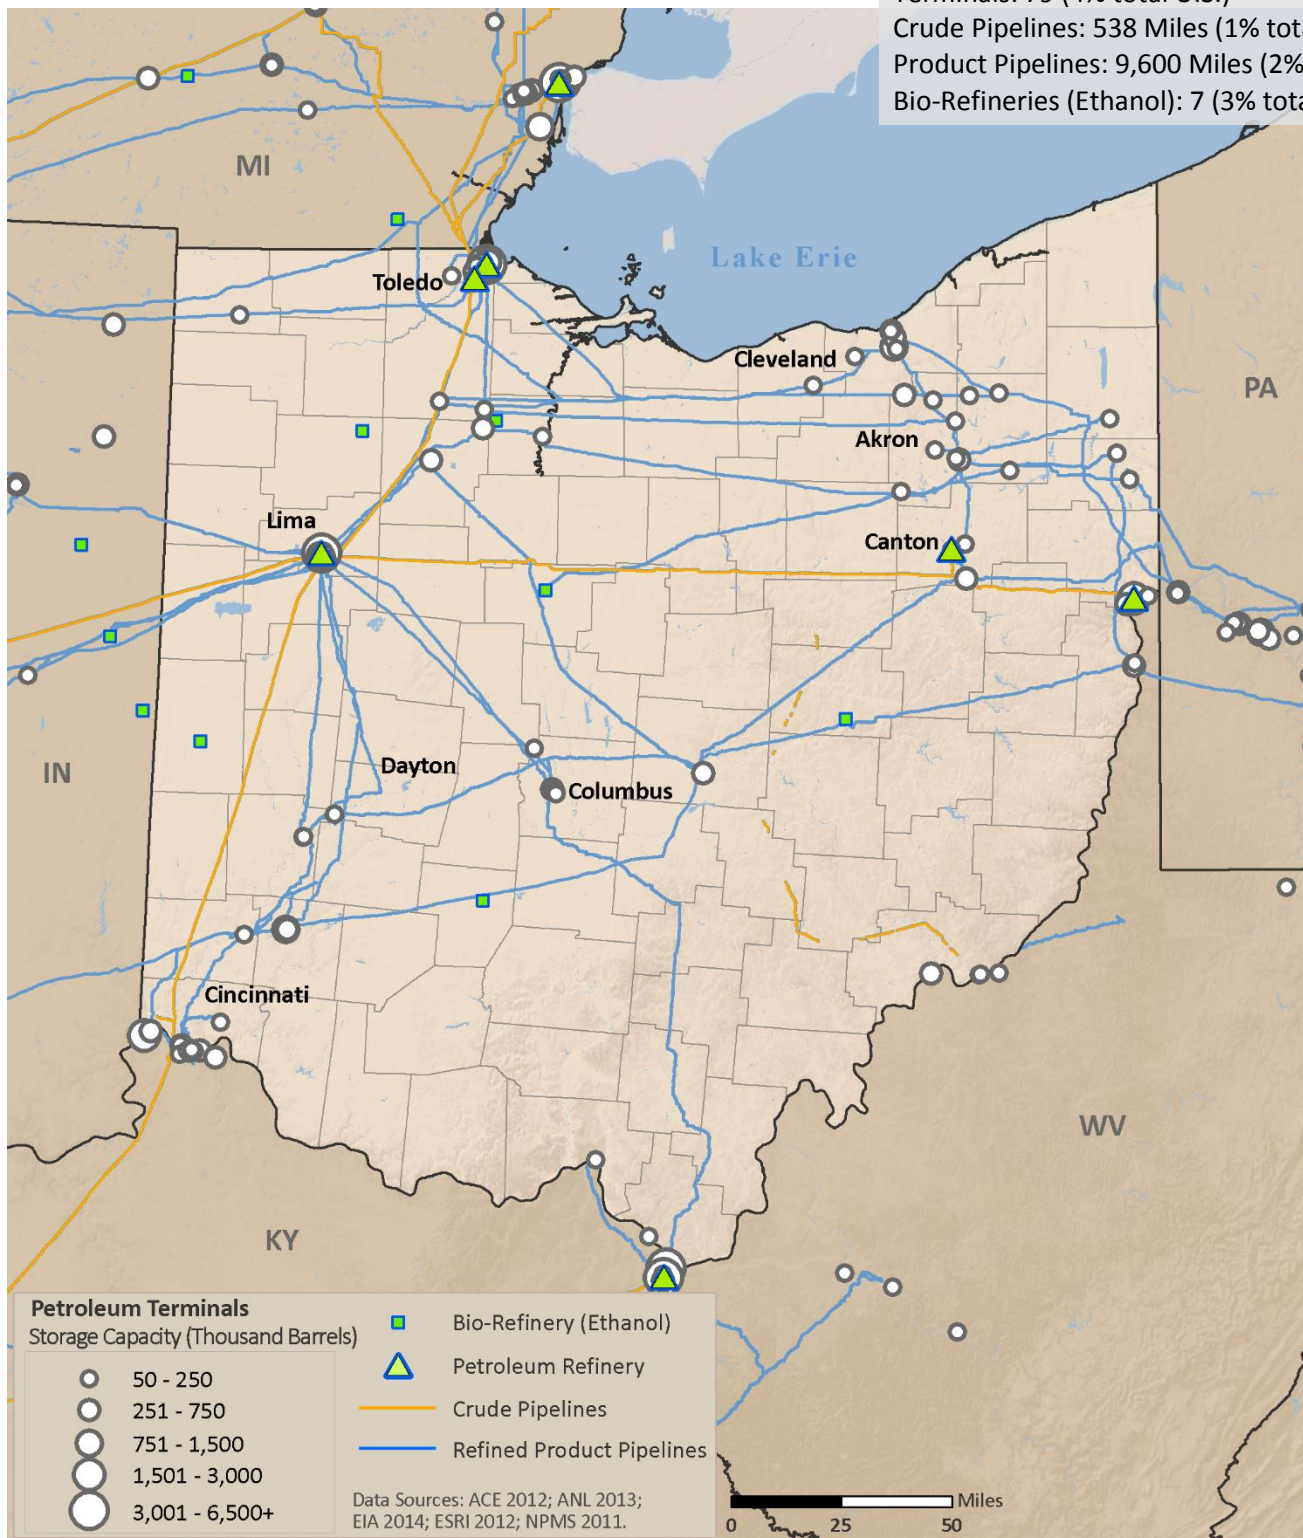 Crude Pipelines: 538 Miles (1%
Product Pipelines: 9,600 Miles (2%
Bio-Refineries (Ethanol): 7 (3%
MI
Lake Erie
Toledo
Cleveland
PA
Akron
Lima
Canton
Dayton
IN
Columbus
Cincinnati
WV
KY
Petroleum Terminals
Storage Capacity (Thousand Barrels)
50 - 250
251 - 750
751 - 1,500
1,501 - 3,000
3,001 - 6,500+
Bio-Refinery (Ethanol)
Petroleum Refinery
Crude Pipelines
Refined Product Pipelines
Data Sources: ACE 2012; ANL 2013;
EIA 2014; ESRI 2012; NPMS 2011.
Miles
0 25 50